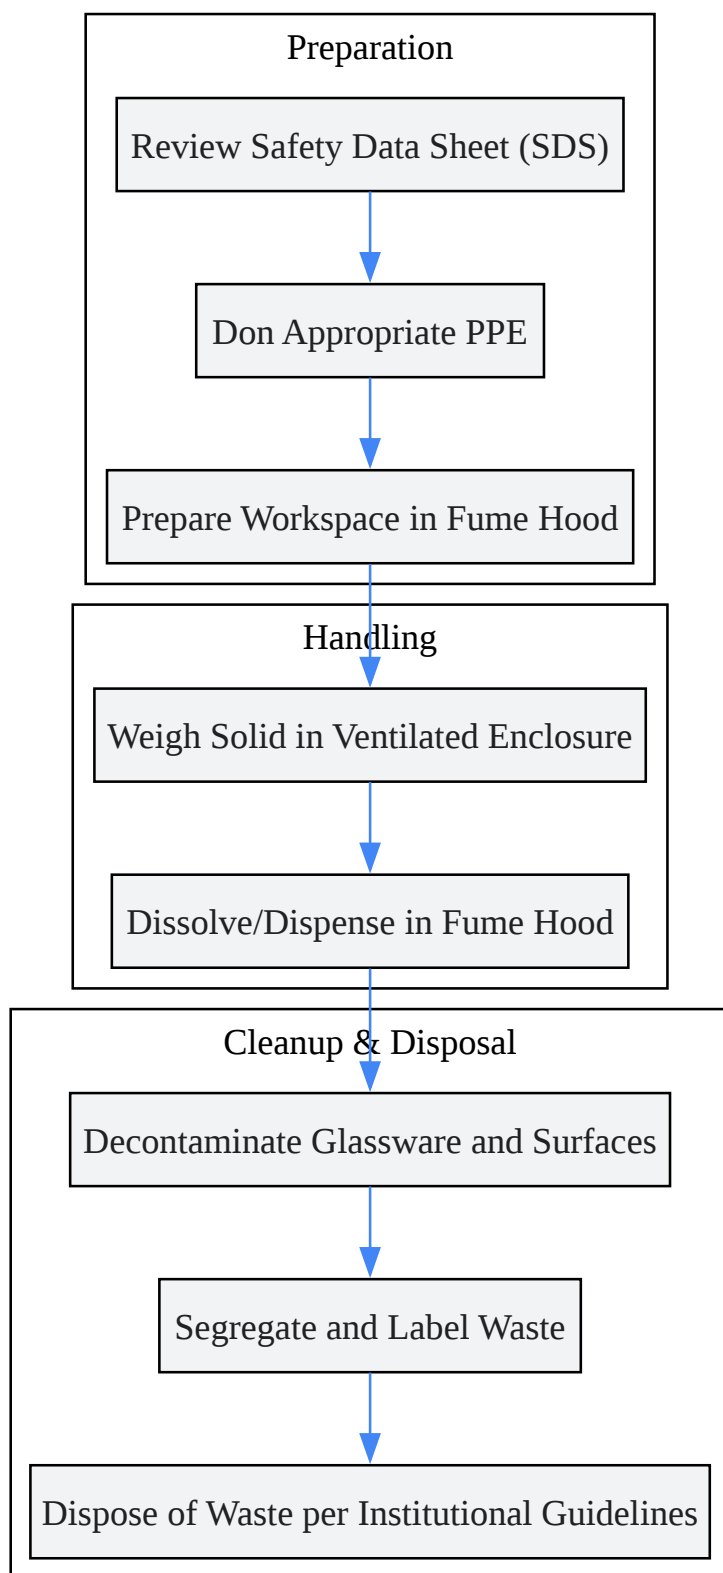 Preparation
Review Safety Data Sheet (SDS)
Don Appropriate PPE
Prepare Workspace in Fume Hood
Handling
Weigh Solid in Ventilated Enclosure
Dissolve/Dispense in Fume Hood
Cleanup & Disposal
Decontaminate Glassware and Surfaces
Segregate and Label Waste
Dispose of Waste per Institutional Guidelines